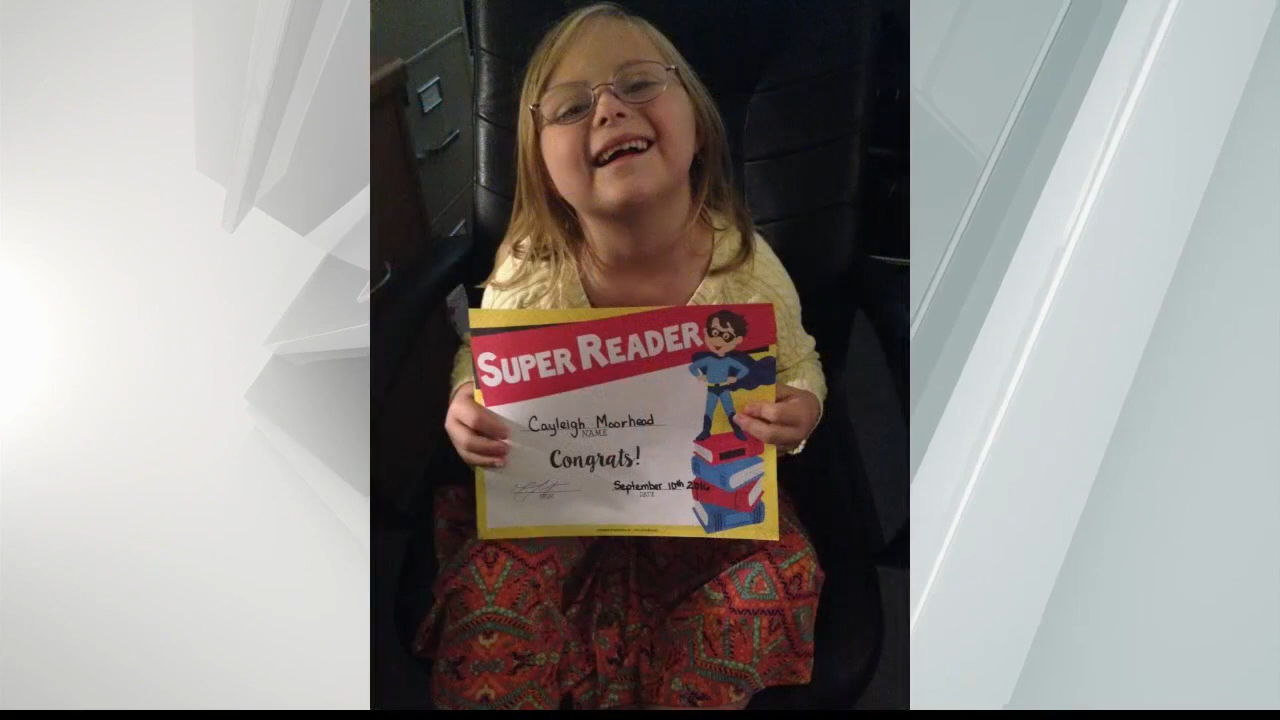 SUPER READER
Cayleigh Moorhead
NAME
Congrats!
September 10th 2016
DATE